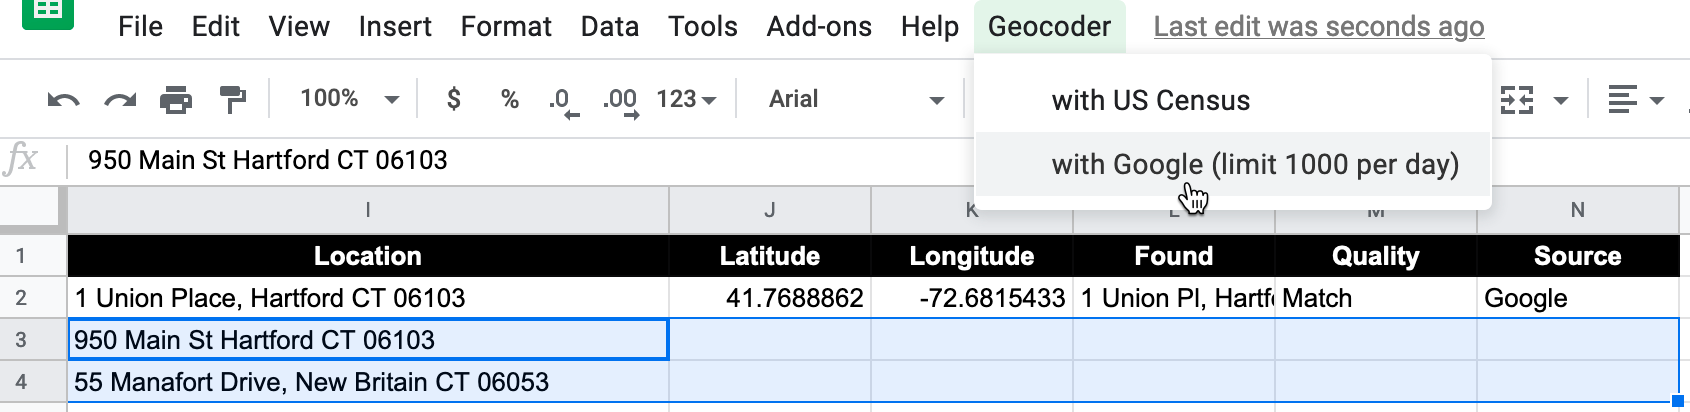 File Edit View Insert Format Data Tools Add-ons Help Geocoder Last edit was seconds ago
with US Census
100% $ % .0 .00 123 Arial
with Google (limit 1000 per day)
fx 950 Main St Hartford CT 06103
I J K L M N
1 Location Latitude Longitude Found Quality Source
2 1 Union Place, Hartford CT 06103 41.7688862 -72.6815433 1 Union Pl, Hartf Match Google
3 950 Main St Hartford CT 06103
4 55 Manafort Drive, New Britain CT 06053